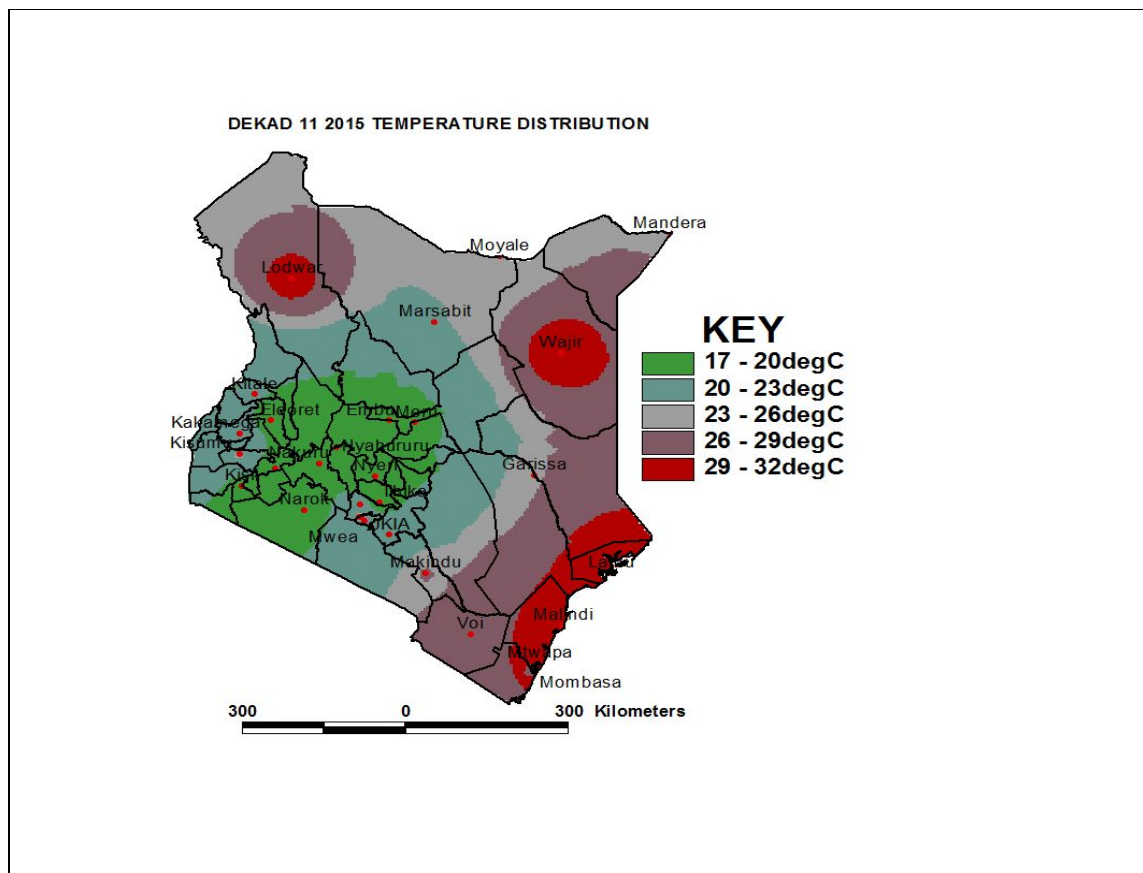 DEKAD 11 2015 TEMPERATURE DISTRIBUTION
Mandera
Moyale
Lodwar
Marsabit
Wajir
KEY
17 - 20degC
20 - 23degC
23 - 26degC
26 - 29degC
29 - 32degC
Kitale
Eldoret
Embu
Meru
Kakamega
Kisumu
Nyahururu
Nakuru
Nyeri
Garissa
Kisii
Thika
Narok
JKIA
Mwea
Makindu
Lamu
Malindi
Voi
Mtwapa
Mombasa
300 0 300 Kilometers